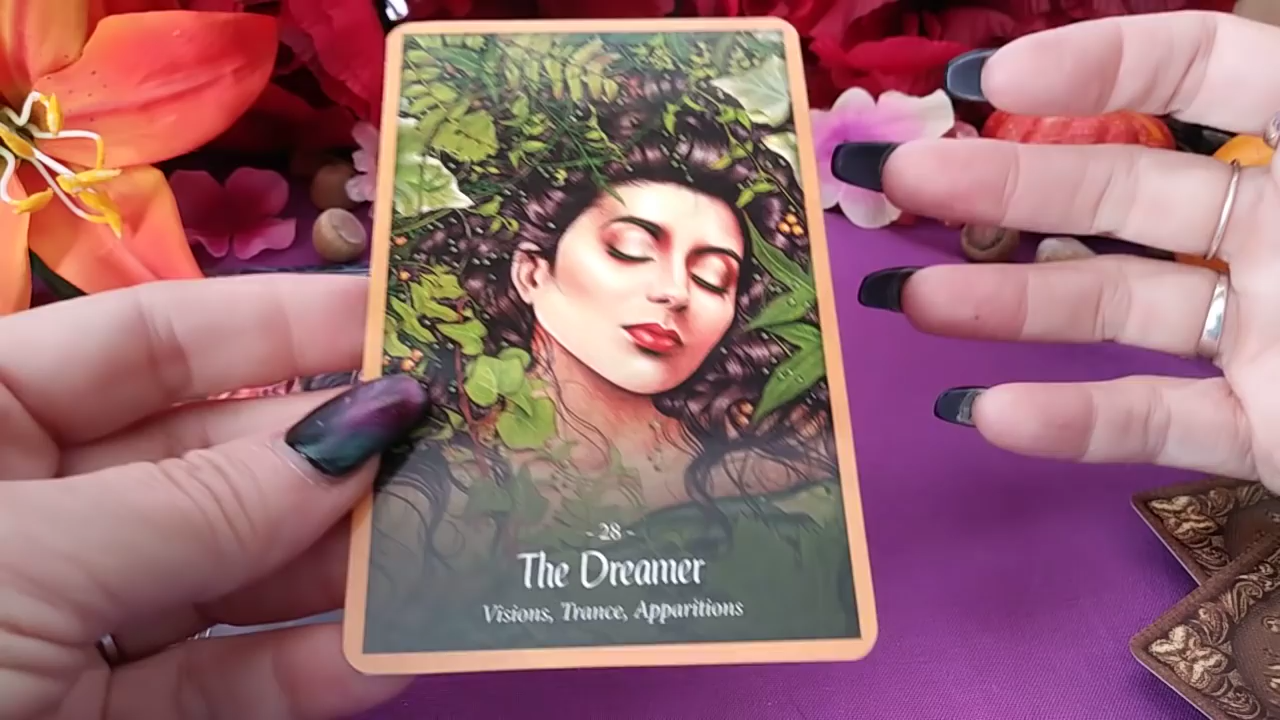 - 28 -
The Dreamer
Visions, Trance, Apparitions